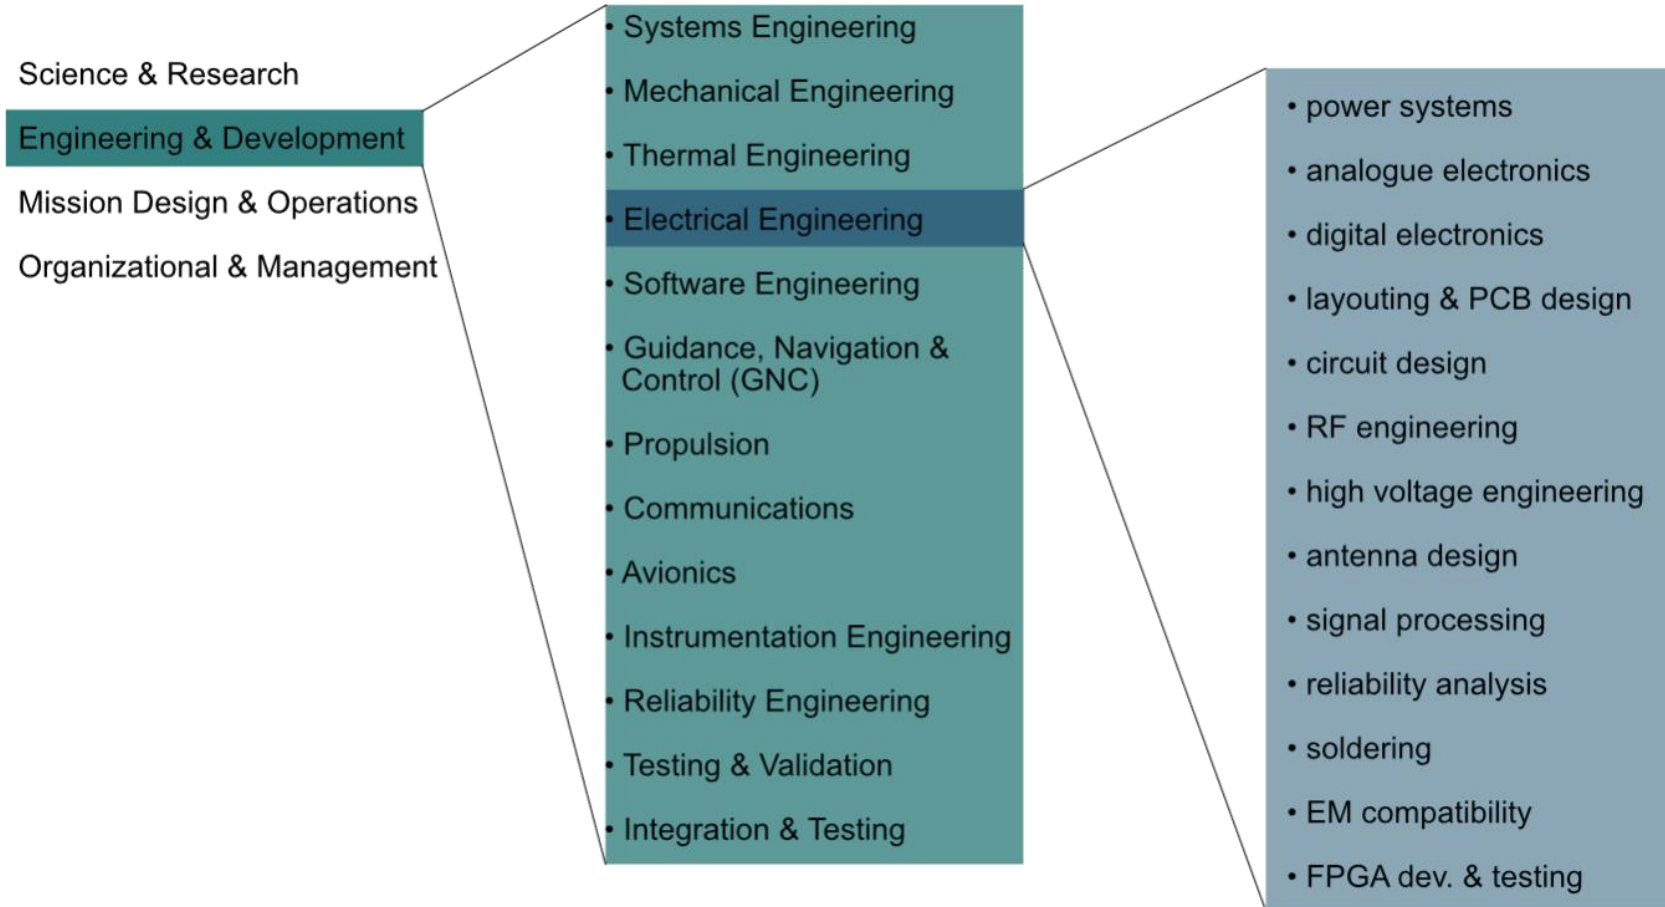 Science & Research
Engineering & Development
Mission Design & Operations
Organizational & Management
• Systems Engineering
• Mechanical Engineering
• Thermal Engineering
• Electrical Engineering
• Software Engineering
• Guidance, Navigation &
Control (GNC)
• Propulsion
• Communications
• Avionics
• Instrumentation Engineering
• Reliability Engineering
• Testing & Validation
• Integration & Testing
• power systems
• analogue electronics
• digital electronics
• layouting & PCB design
• circuit design
• RF engineering
• high voltage engineering
• antenna design
• signal processing
• reliability analysis
• soldering
• EM compatibility
• FPGA dev. & testing